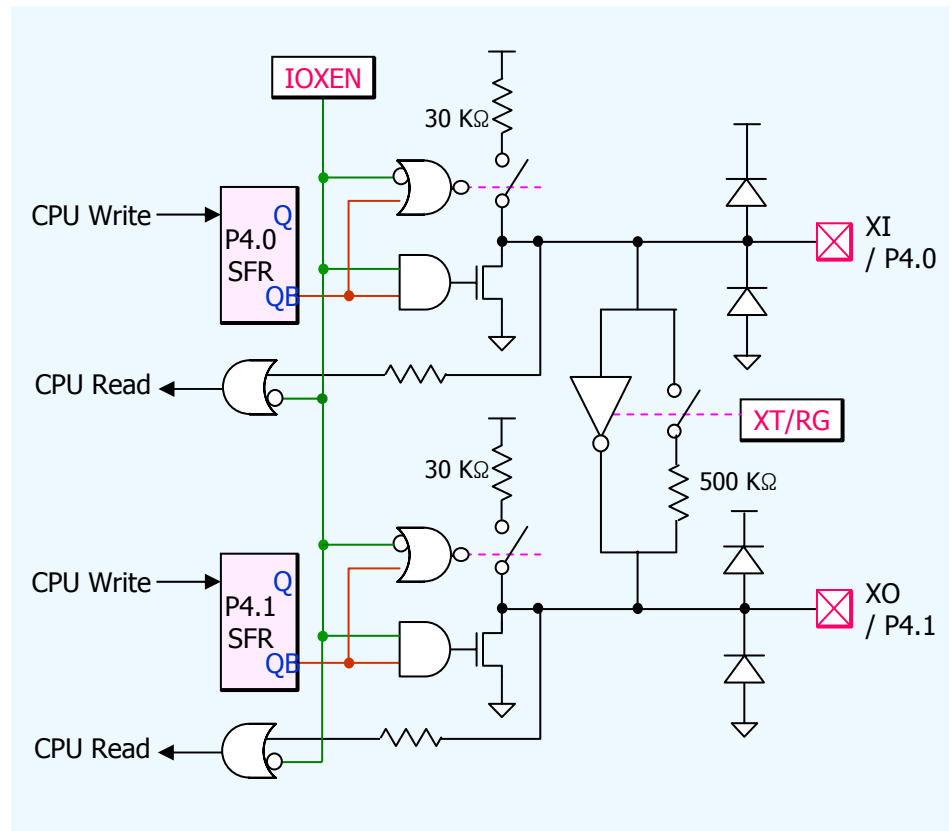 IOXEN
30 KΩ
CPU Write
Q
P4.0
SFR
QB
XI
/ P4.0
CPU Read
XT/RG
30 KΩ
500 KΩ
CPU Write
Q
P4.1
SFR
QB
XO
/ P4.1
CPU Read